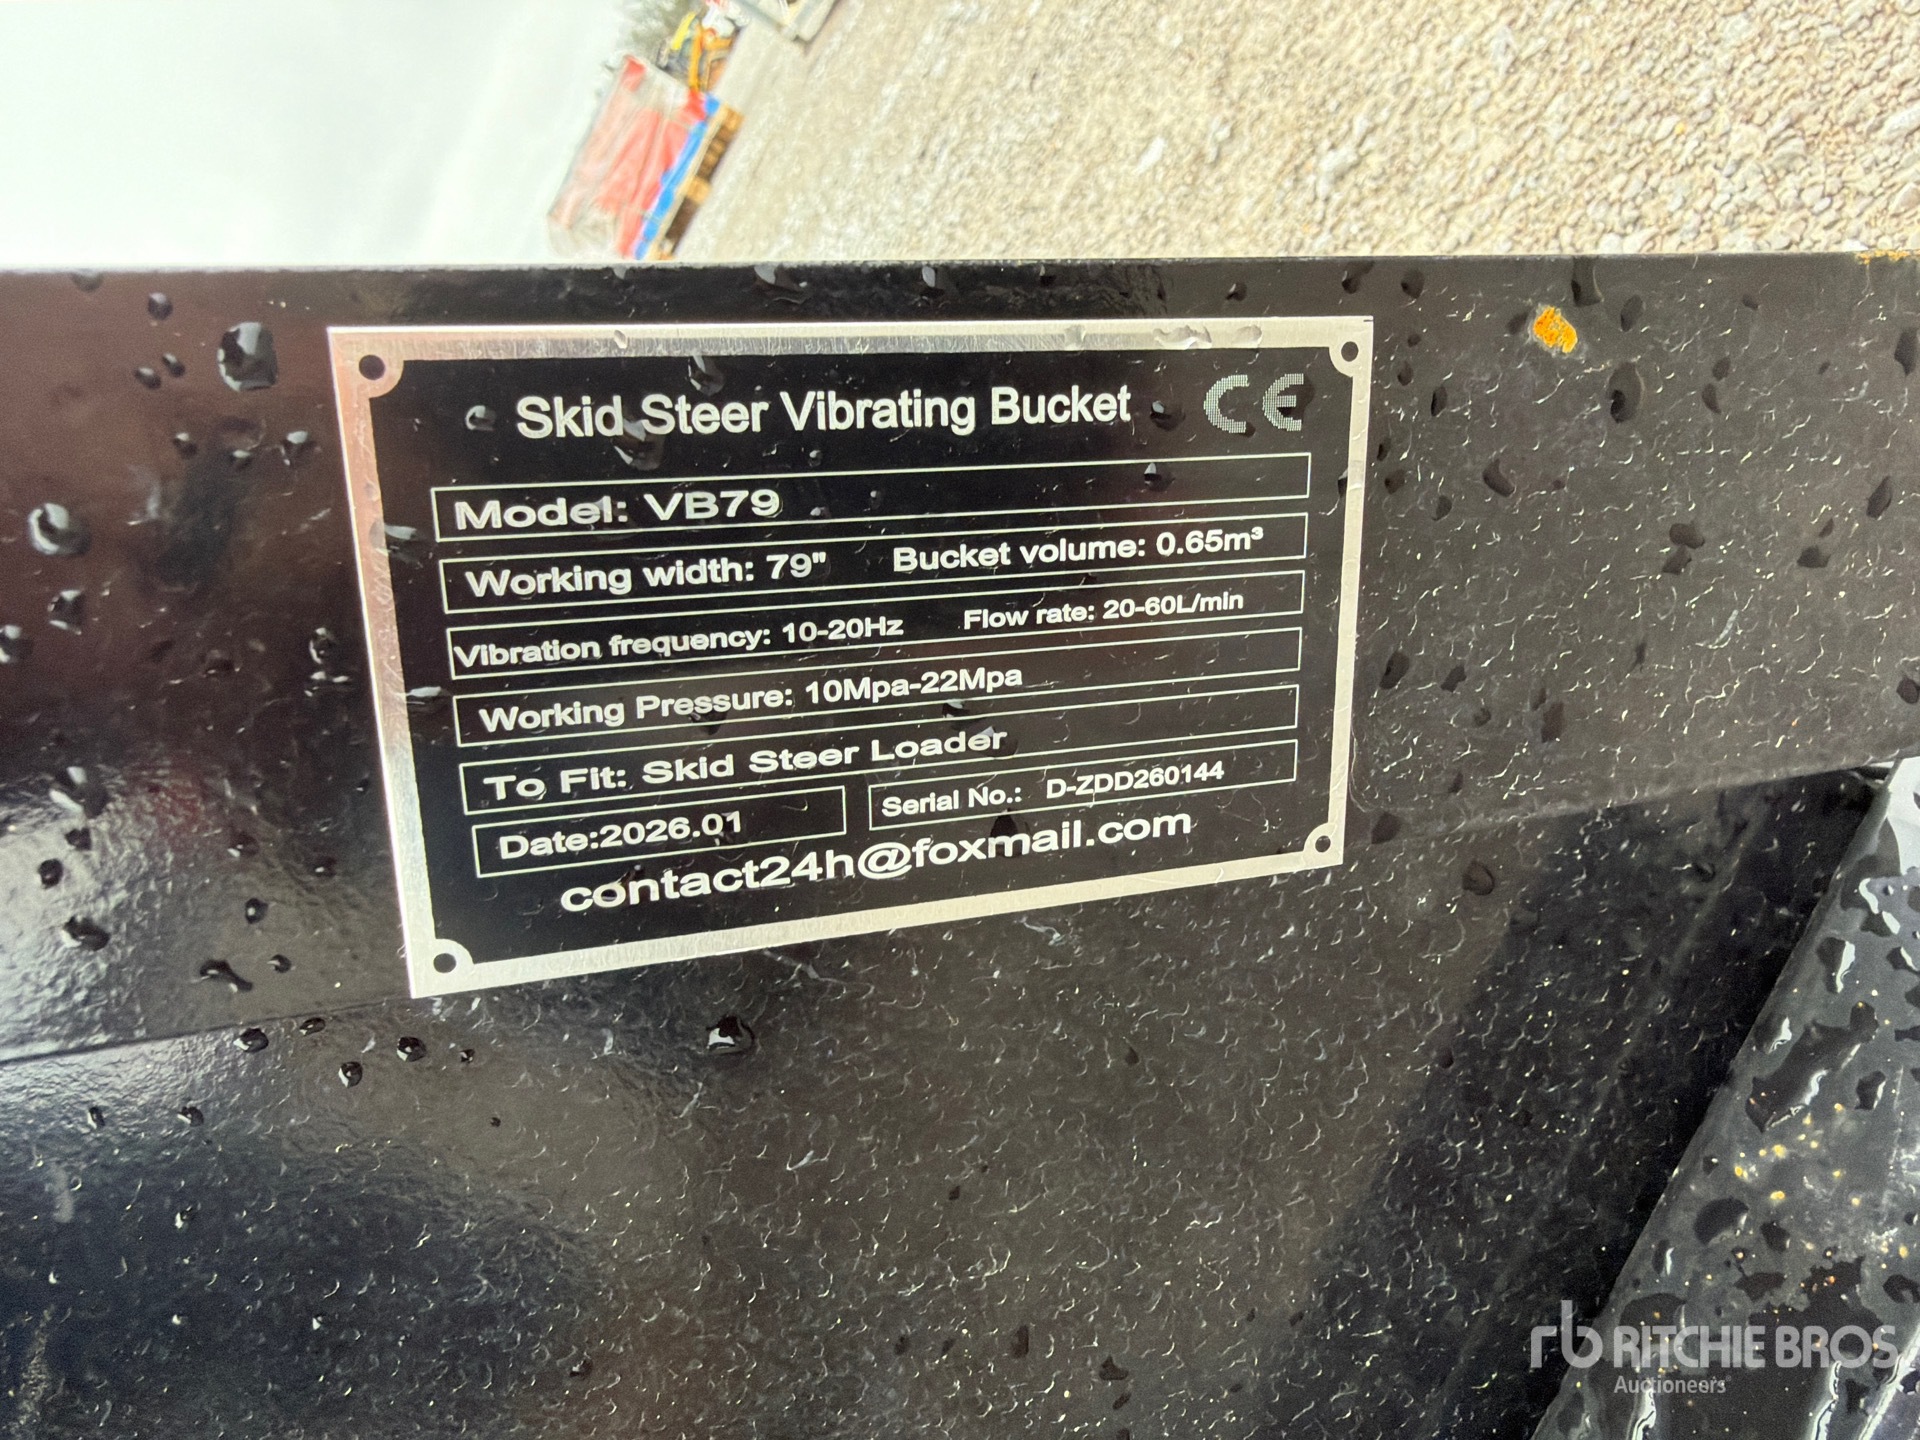 Skid Steer Vibrating Bucket CE
Model: VB79
Working width: 79" Bucket volume: 0.65m³
Vibration frequency: 10-20Hz Flow rate: 20-60L/min
Working Pressure: 10Mpa-22Mpa
To Fit: Skid Steer Loader
Date:2026.01 Serial No.: D-ZDD260144
contact24h@foxmail.com
rb RITCHIE BROS
Auctioneers